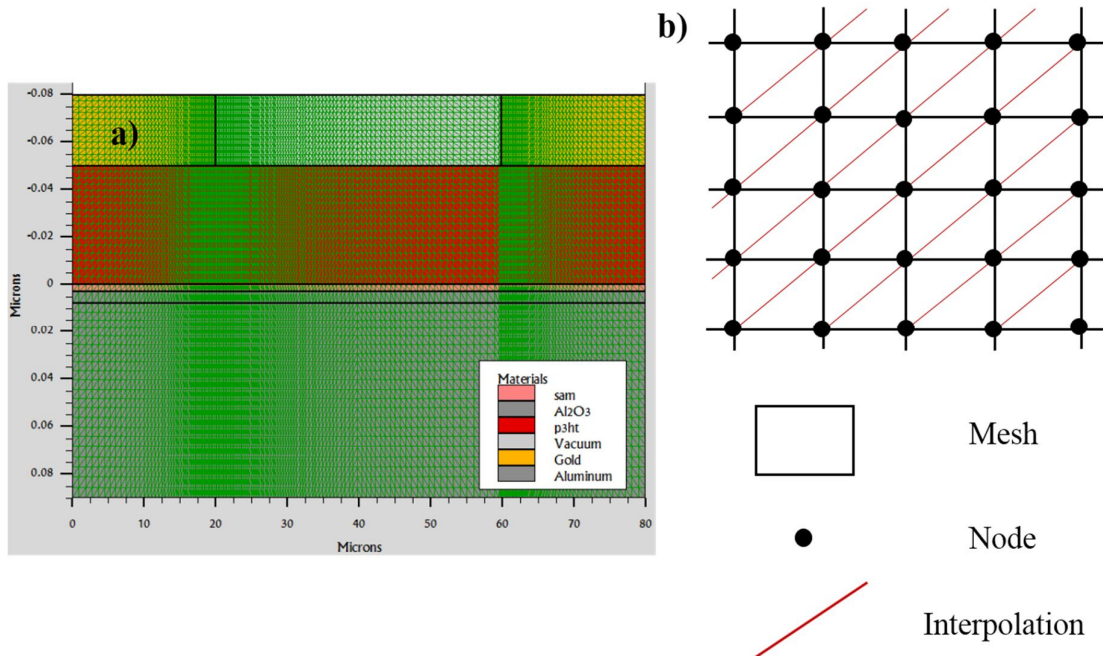 a)
-0.08
-0.06
-0.04
-0.02
0
0.02
0.04
0.06
0.08
Microns
0 10 20 30 40 50 60 70 80
Microns
Materials
sam
Al2O3
p3ht
Vacuum
Gold
Aluminum
b)
Mesh
Node
Interpolation